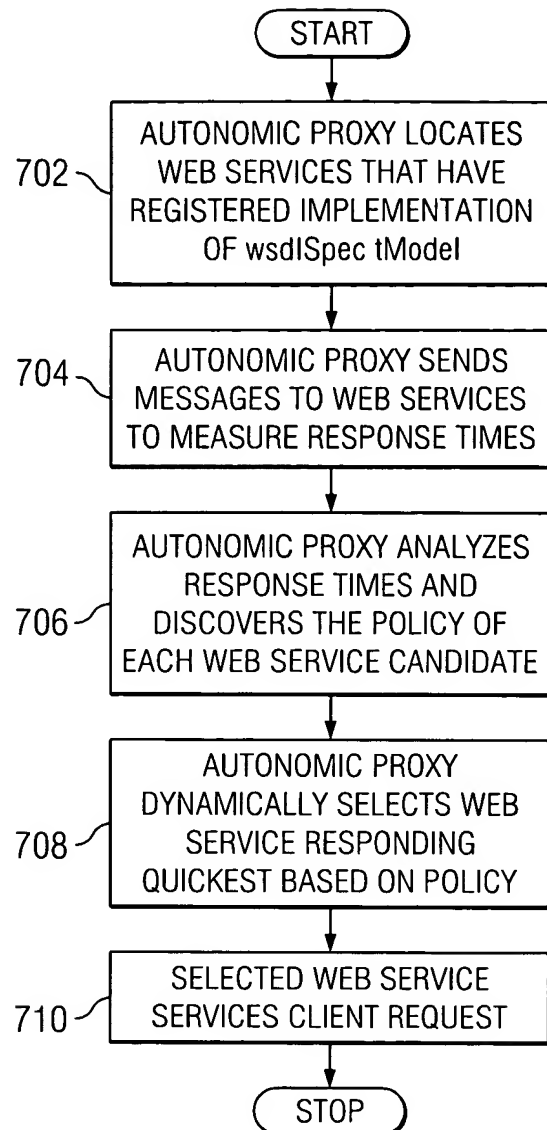 START
702
AUTONOMIC PROXY LOCATES
WEB SERVICES THAT HAVE
REGISTERED IMPLEMENTATION
OF wsdlSpec tModel
704
AUTONOMIC PROXY SENDS
MESSAGES TO WEB SERVICES
TO MEASURE RESPONSE TIMES
706
AUTONOMIC PROXY ANALYZES
RESPONSE TIMES AND
DISCOVERS THE POLICY OF
EACH WEB SERVICE CANDIDATE
708
AUTONOMIC PROXY
DYNAMICALLY SELECTS WEB
SERVICE RESPONDING
QUICKEST BASED ON POLICY
710
SELECTED WEB SERVICE
SERVICES CLIENT REQUEST
STOP